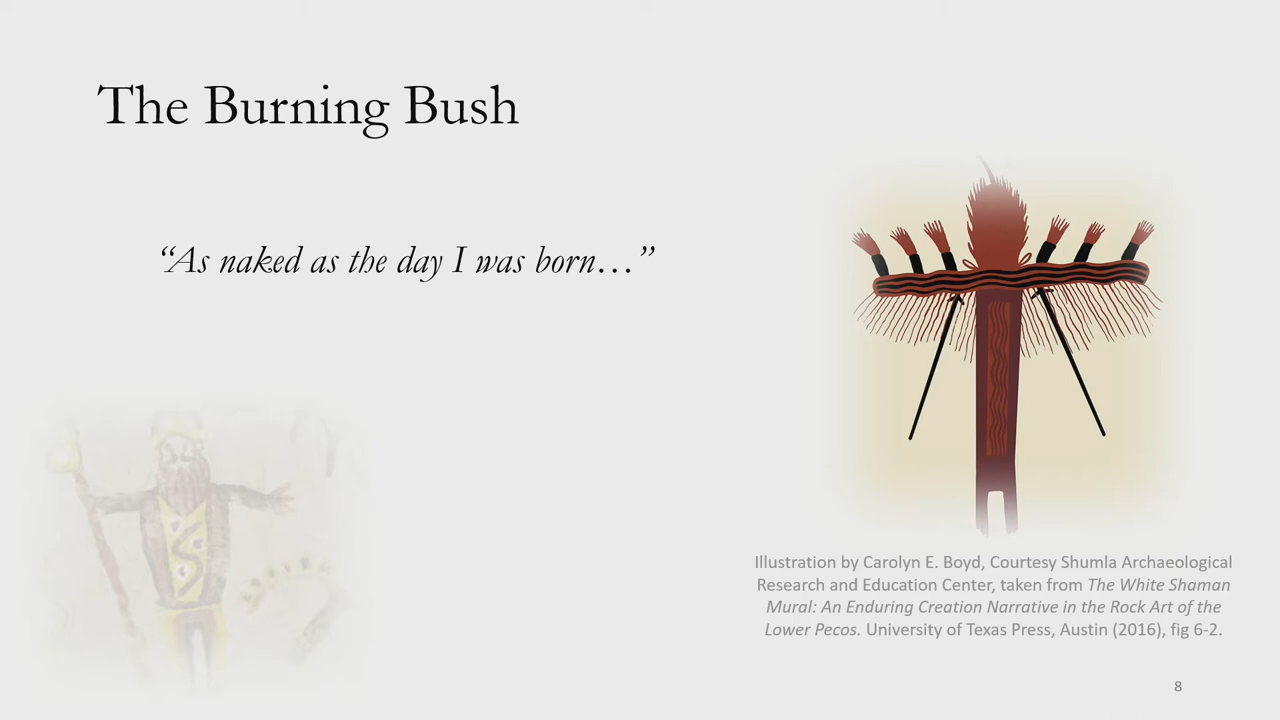 The Burning Bush
“As naked as the day I was born…”
Illustration by Carolyn E. Boyd, Courtesy Shumla Archaeological
Research and Education Center, taken from The White Shaman
Mural: An Enduring Creation Narrative in the Rock Art of the
Lower Pecos. University of Texas Press, Austin (2016), fig 6-2.
8